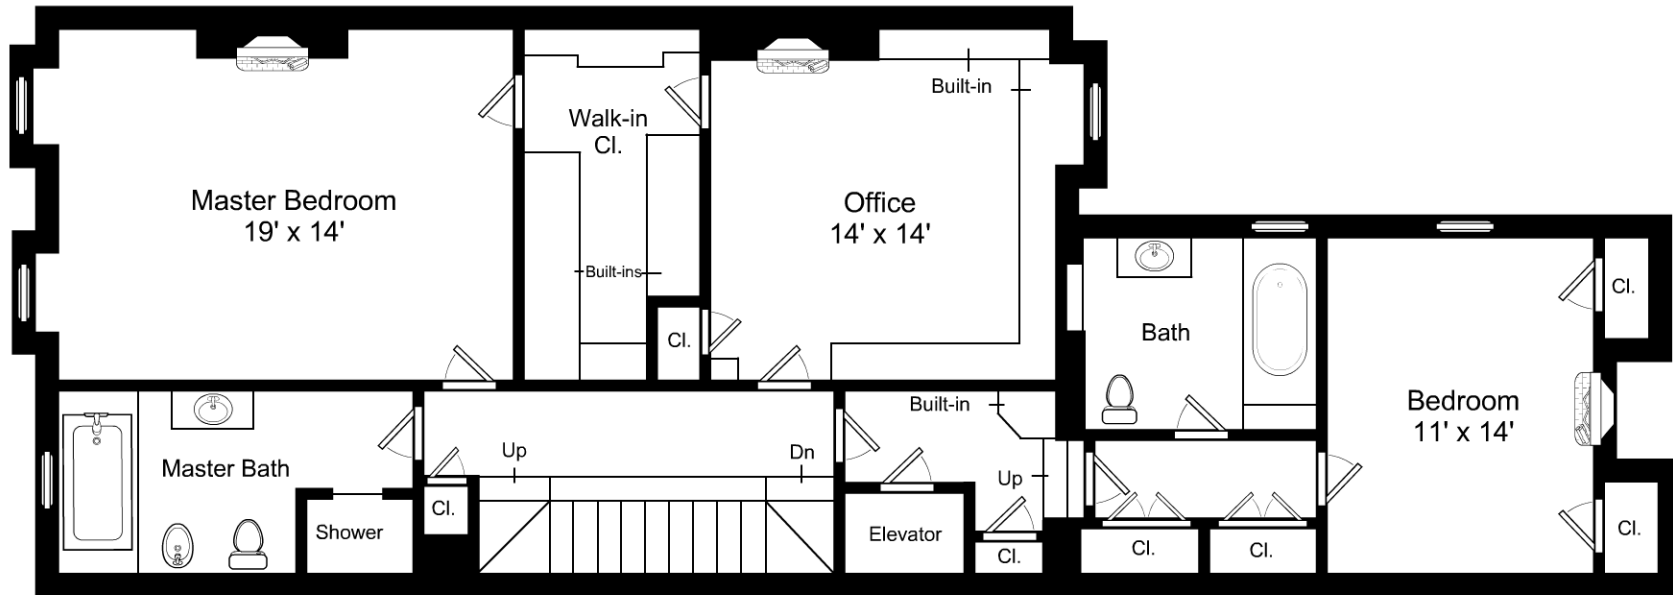 Master Bedroom
19' x 14'
Walk-in
Cl.
Built-ins
Cl.
Built-in
Office
14' x 14'
Bath
Cl.
Bedroom
11' x 14'
Cl.
Master Bath
Shower
Cl.
Up
Dn
Built-in
Up
Elevator
Cl.
Cl.
Cl.